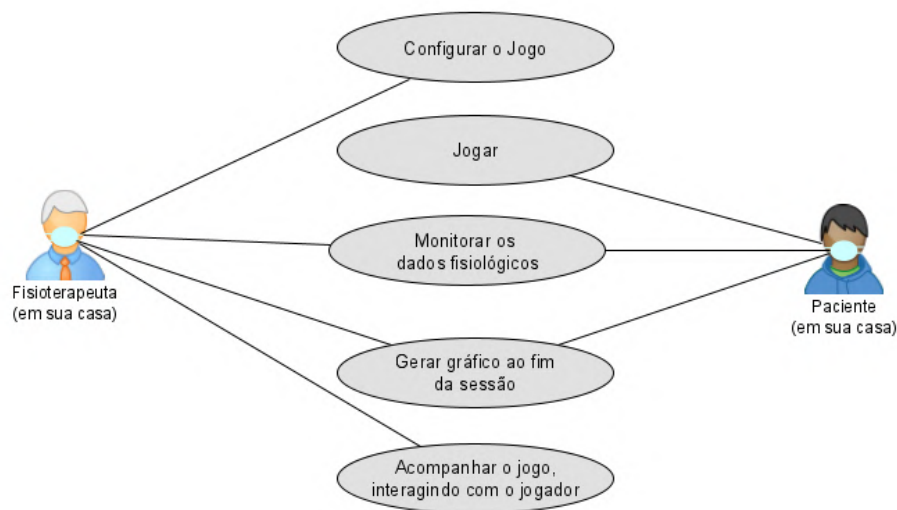 Configurar o Jogo
Jogar
Monitorar os
dados fisiológicos
Fisioterapeuta
(em sua casa)
Paciente
(em sua casa)
Gerar gráfico ao fim
da sessão
Acompanhar o jogo,
interagindo com o jogador